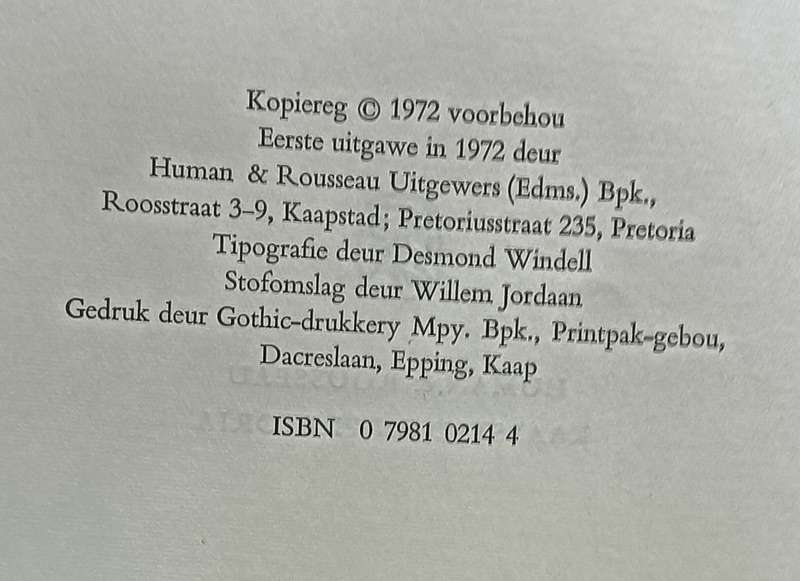 Kopiereg © 1972 voorbehou
Eerste uitgawe in 1972 deur
Human & Rousseau Uitgewers (Edms.) Bpk.,
Roosstraat 3–9, Kaapstad; Pretoriusstraat 235, Pretoria
Tipografie deur Desmond Windell
Stofomslag deur Willem Jordaan
Gedruk deur Gothic-drukkery Mpy. Bpk., Printpak-gebou,
Dacreslaan, Epping, Kaap
ISBN 0 7981 0214 4